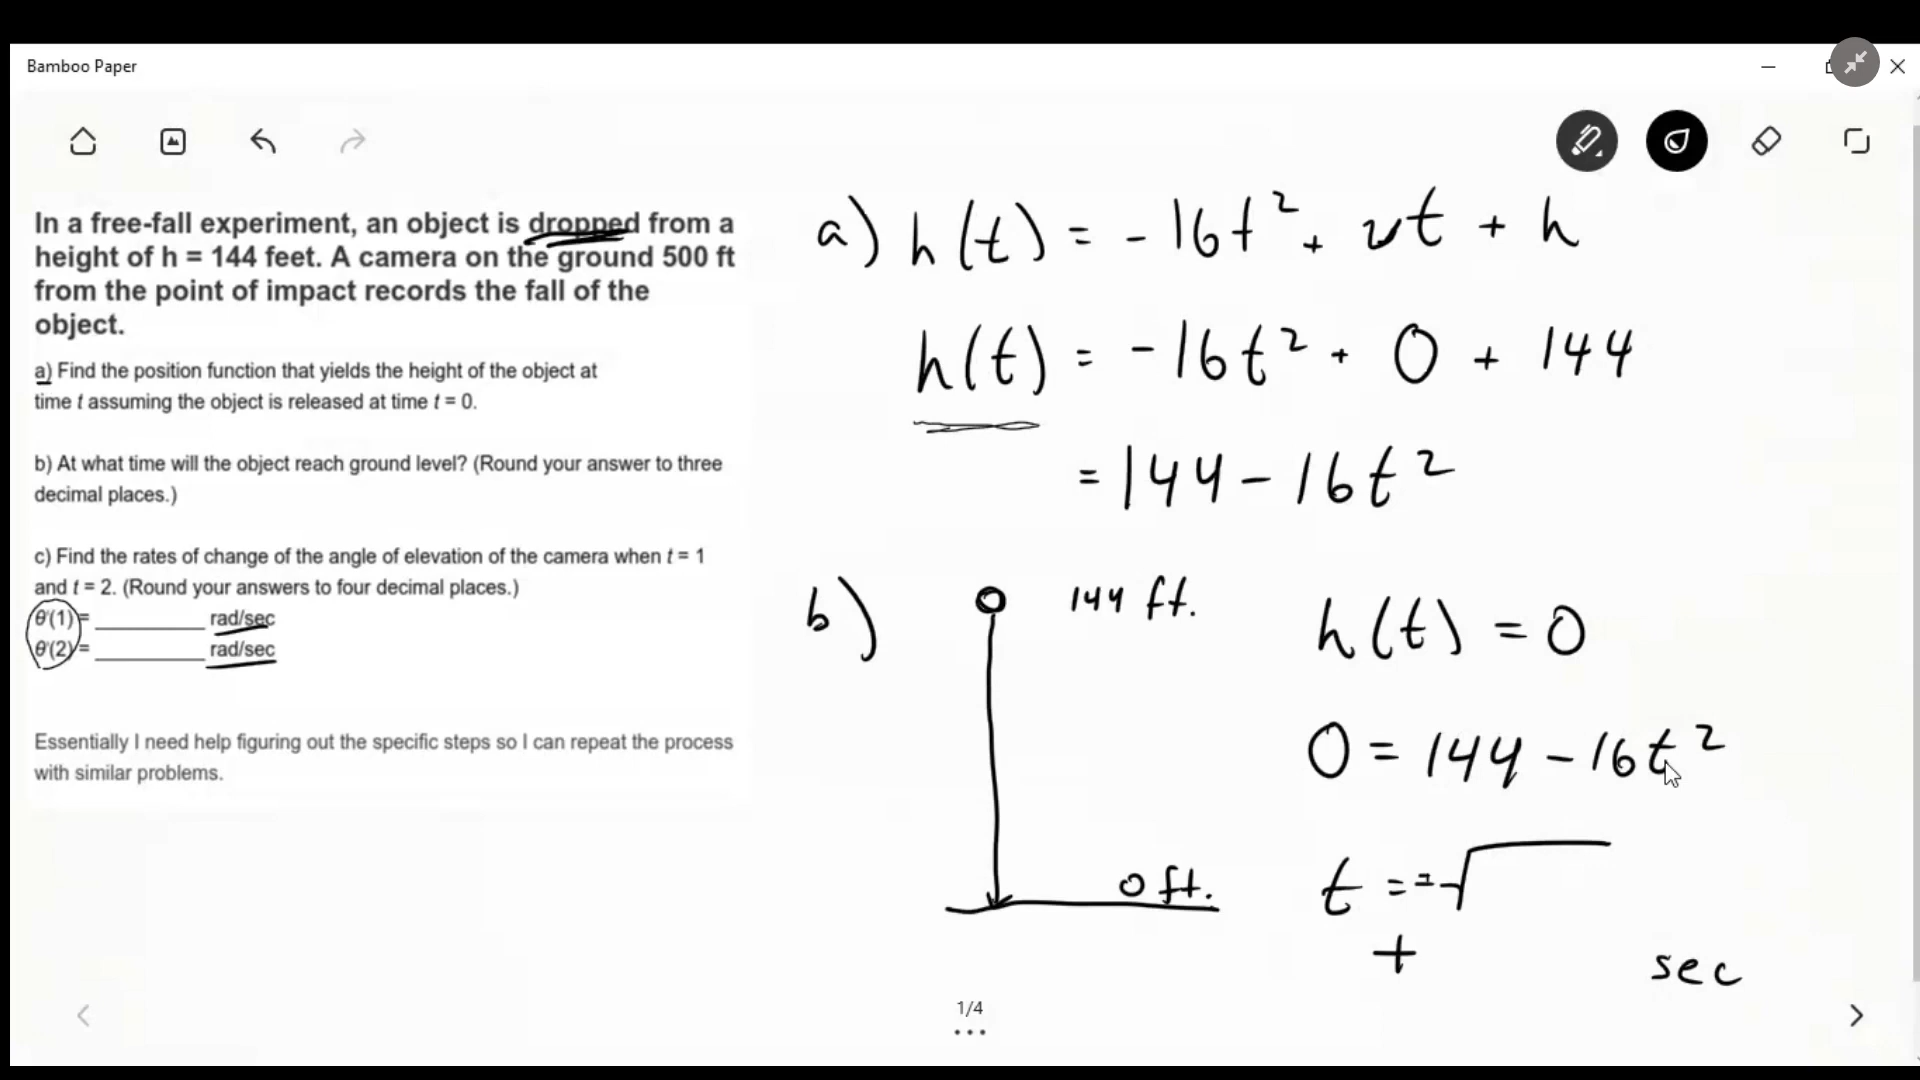 Bamboo Paper
In a free-fall experiment, an object is dropped from a
height of h = 144 feet. A camera on the ground 500 ft
from the point of impact records the fall of the
object.
a) Find the position function that yields the height of the object at
time t assuming the object is released at time t = 0.
b) At what time will the object reach ground level? (Round your answer to three
decimal places.)
c) Find the rates of change of the angle of elevation of the camera when t = 1
and t = 2. (Round your answers to four decimal places.)
θ'(1)= __________ rad/sec
θ'(2)= __________ rad/sec
Essentially I need help figuring out the specific steps so I can repeat the process
with similar problems.
a) h(t) = -16t² + vt + h
h(t) = -16t² + 0 + 144
= 144 - 16t²
b)
144 ft.
0 ft.
h(t) = 0
0 = 144 - 16t²
t = ±√
+
sec
1/4